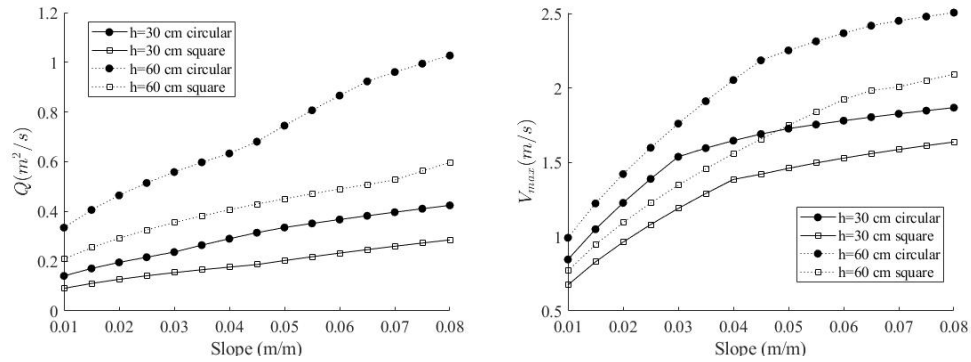 1.2
1
0.8
0.6
0.4
0.2
0
Q(m²/s)
h=30 cm circular
h=30 cm square
h=60 cm circular
h=60 cm square
0.01 0.02 0.03 0.04 0.05 0.06 0.07 0.08
Slope (m/m)
2.5
2
1.5
1
0.5
Vmax(m/s)
h=30 cm circular
h=30 cm square
h=60 cm circular
h=60 cm square
0.01 0.02 0.03 0.04 0.05 0.06 0.07 0.08
Slope (m/m)